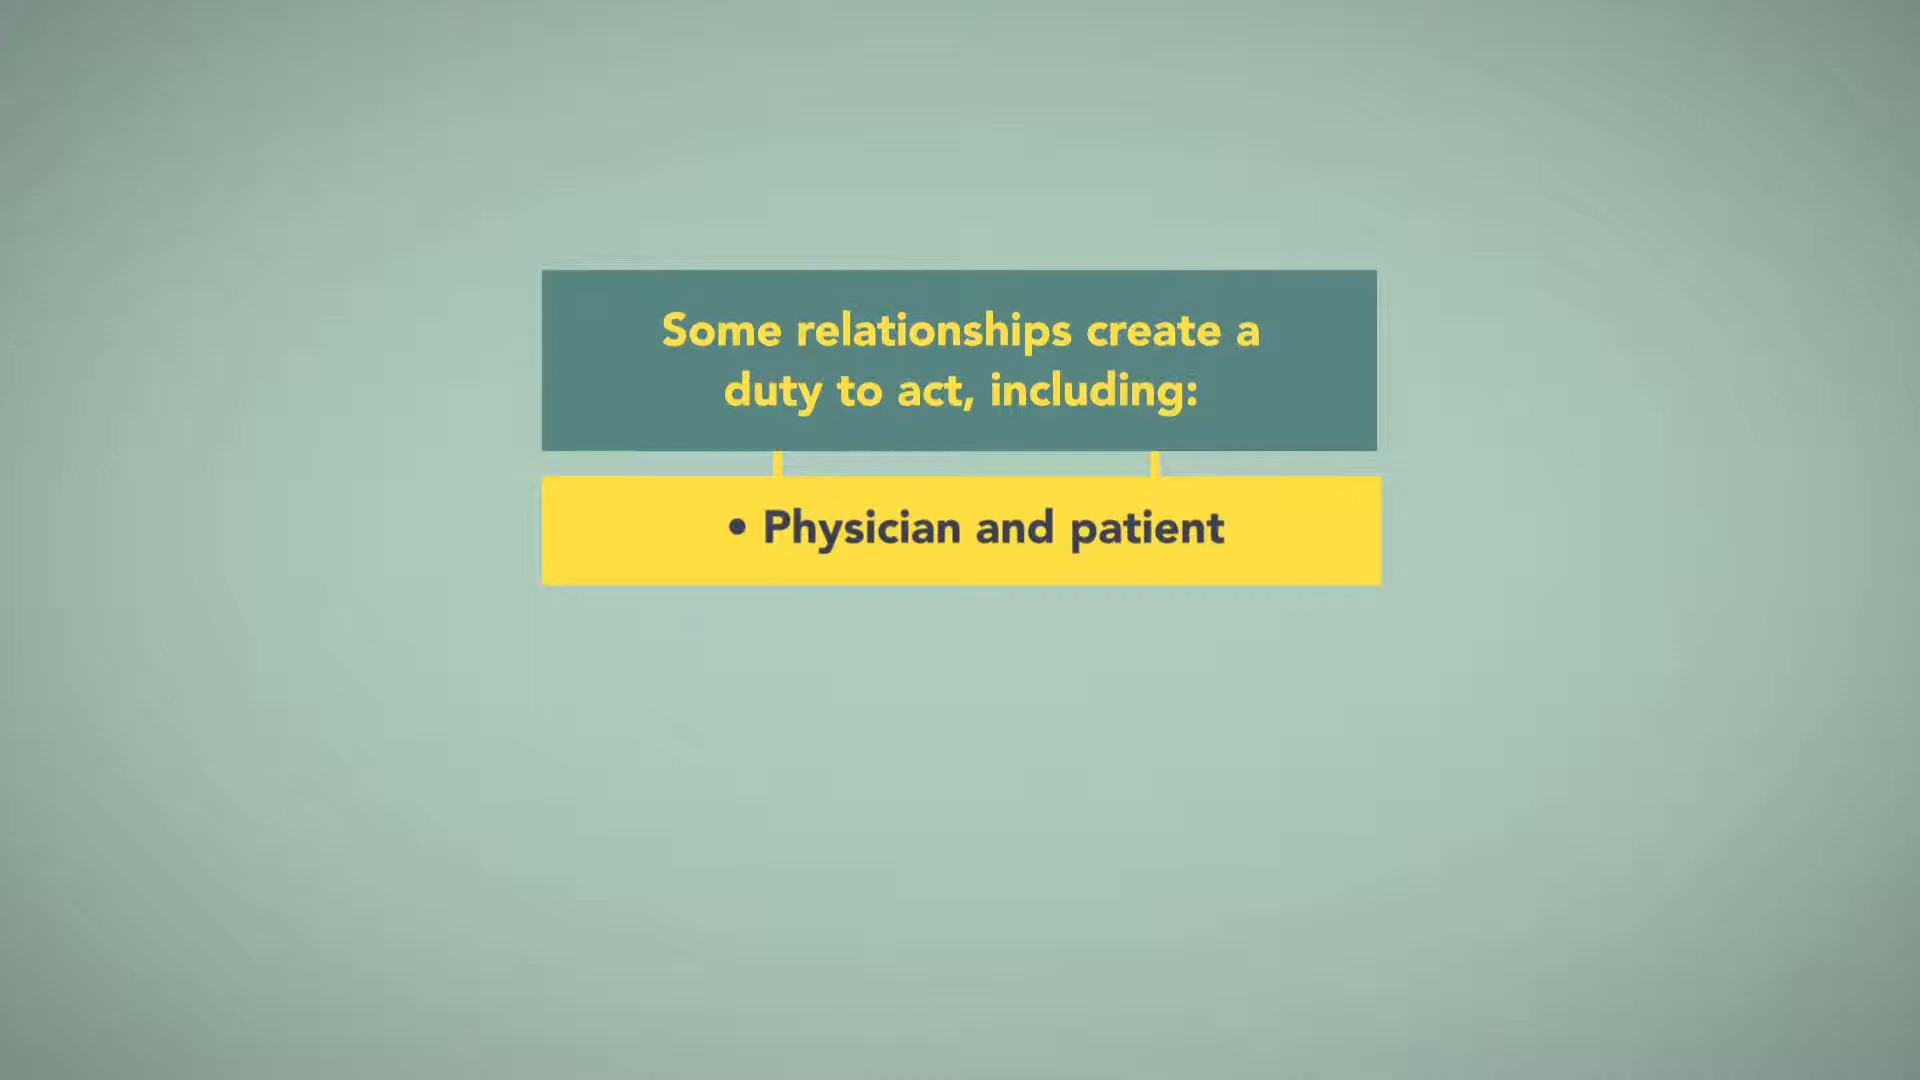 Some relationships create a
duty to act, including:
• Physician and patient